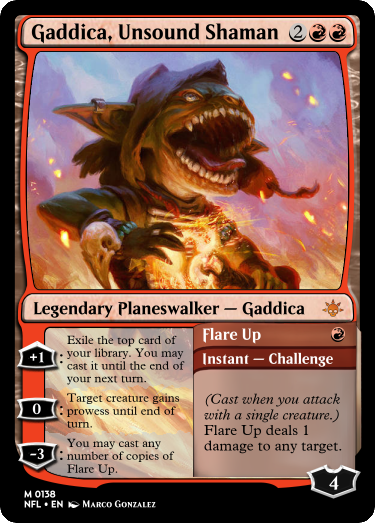 Gaddica, Unsound Shaman 2
Legendary Planeswalker — Gaddica
+1: Exile the top card of
your library. You may
cast it until the end of
your next turn.
0: Target creature gains
prowess until end of
turn.
-3: You may cast any
number of copies of
Flare Up.
Flare Up
Instant — Challenge
(Cast when you attack
with a single creature.)
Flare Up deals 1
damage to any target.
4
M 0138
NFL • EN Marco Gonzalez